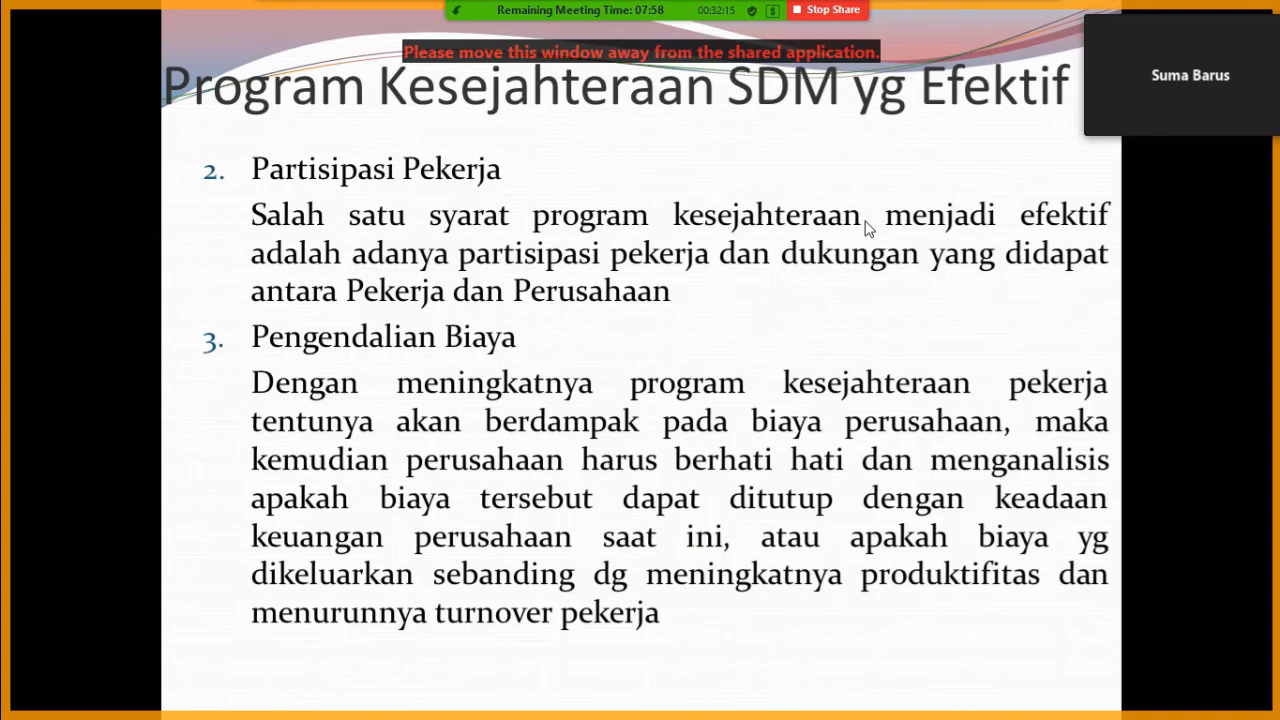 Remaining Meeting Time: 07:58
00:32:15
Stop Share
Please move this window away from the shared application.
Program Kesejahteraan SDM yg Efektif
Suma Barus
2. Partisipasi Pekerja
Salah satu syarat program kesejahteraan menjadi efektif
adalah adanya partisipasi pekerja dan dukungan yang didapat
antara Pekerja dan Perusahaan
3. Pengendalian Biaya
Dengan meningkatnya program kesejahteraan pekerja
tentunya akan berdampak pada biaya perusahaan, maka
kemudian perusahaan harus berhati hati dan menganalisis
apakah biaya tersebut dapat ditutup dengan keadaan
keuangan perusahaan saat ini, atau apakah biaya yg
dikeluarkan sebanding dg meningkatnya produktifitas dan
menurunnya turnover pekerja